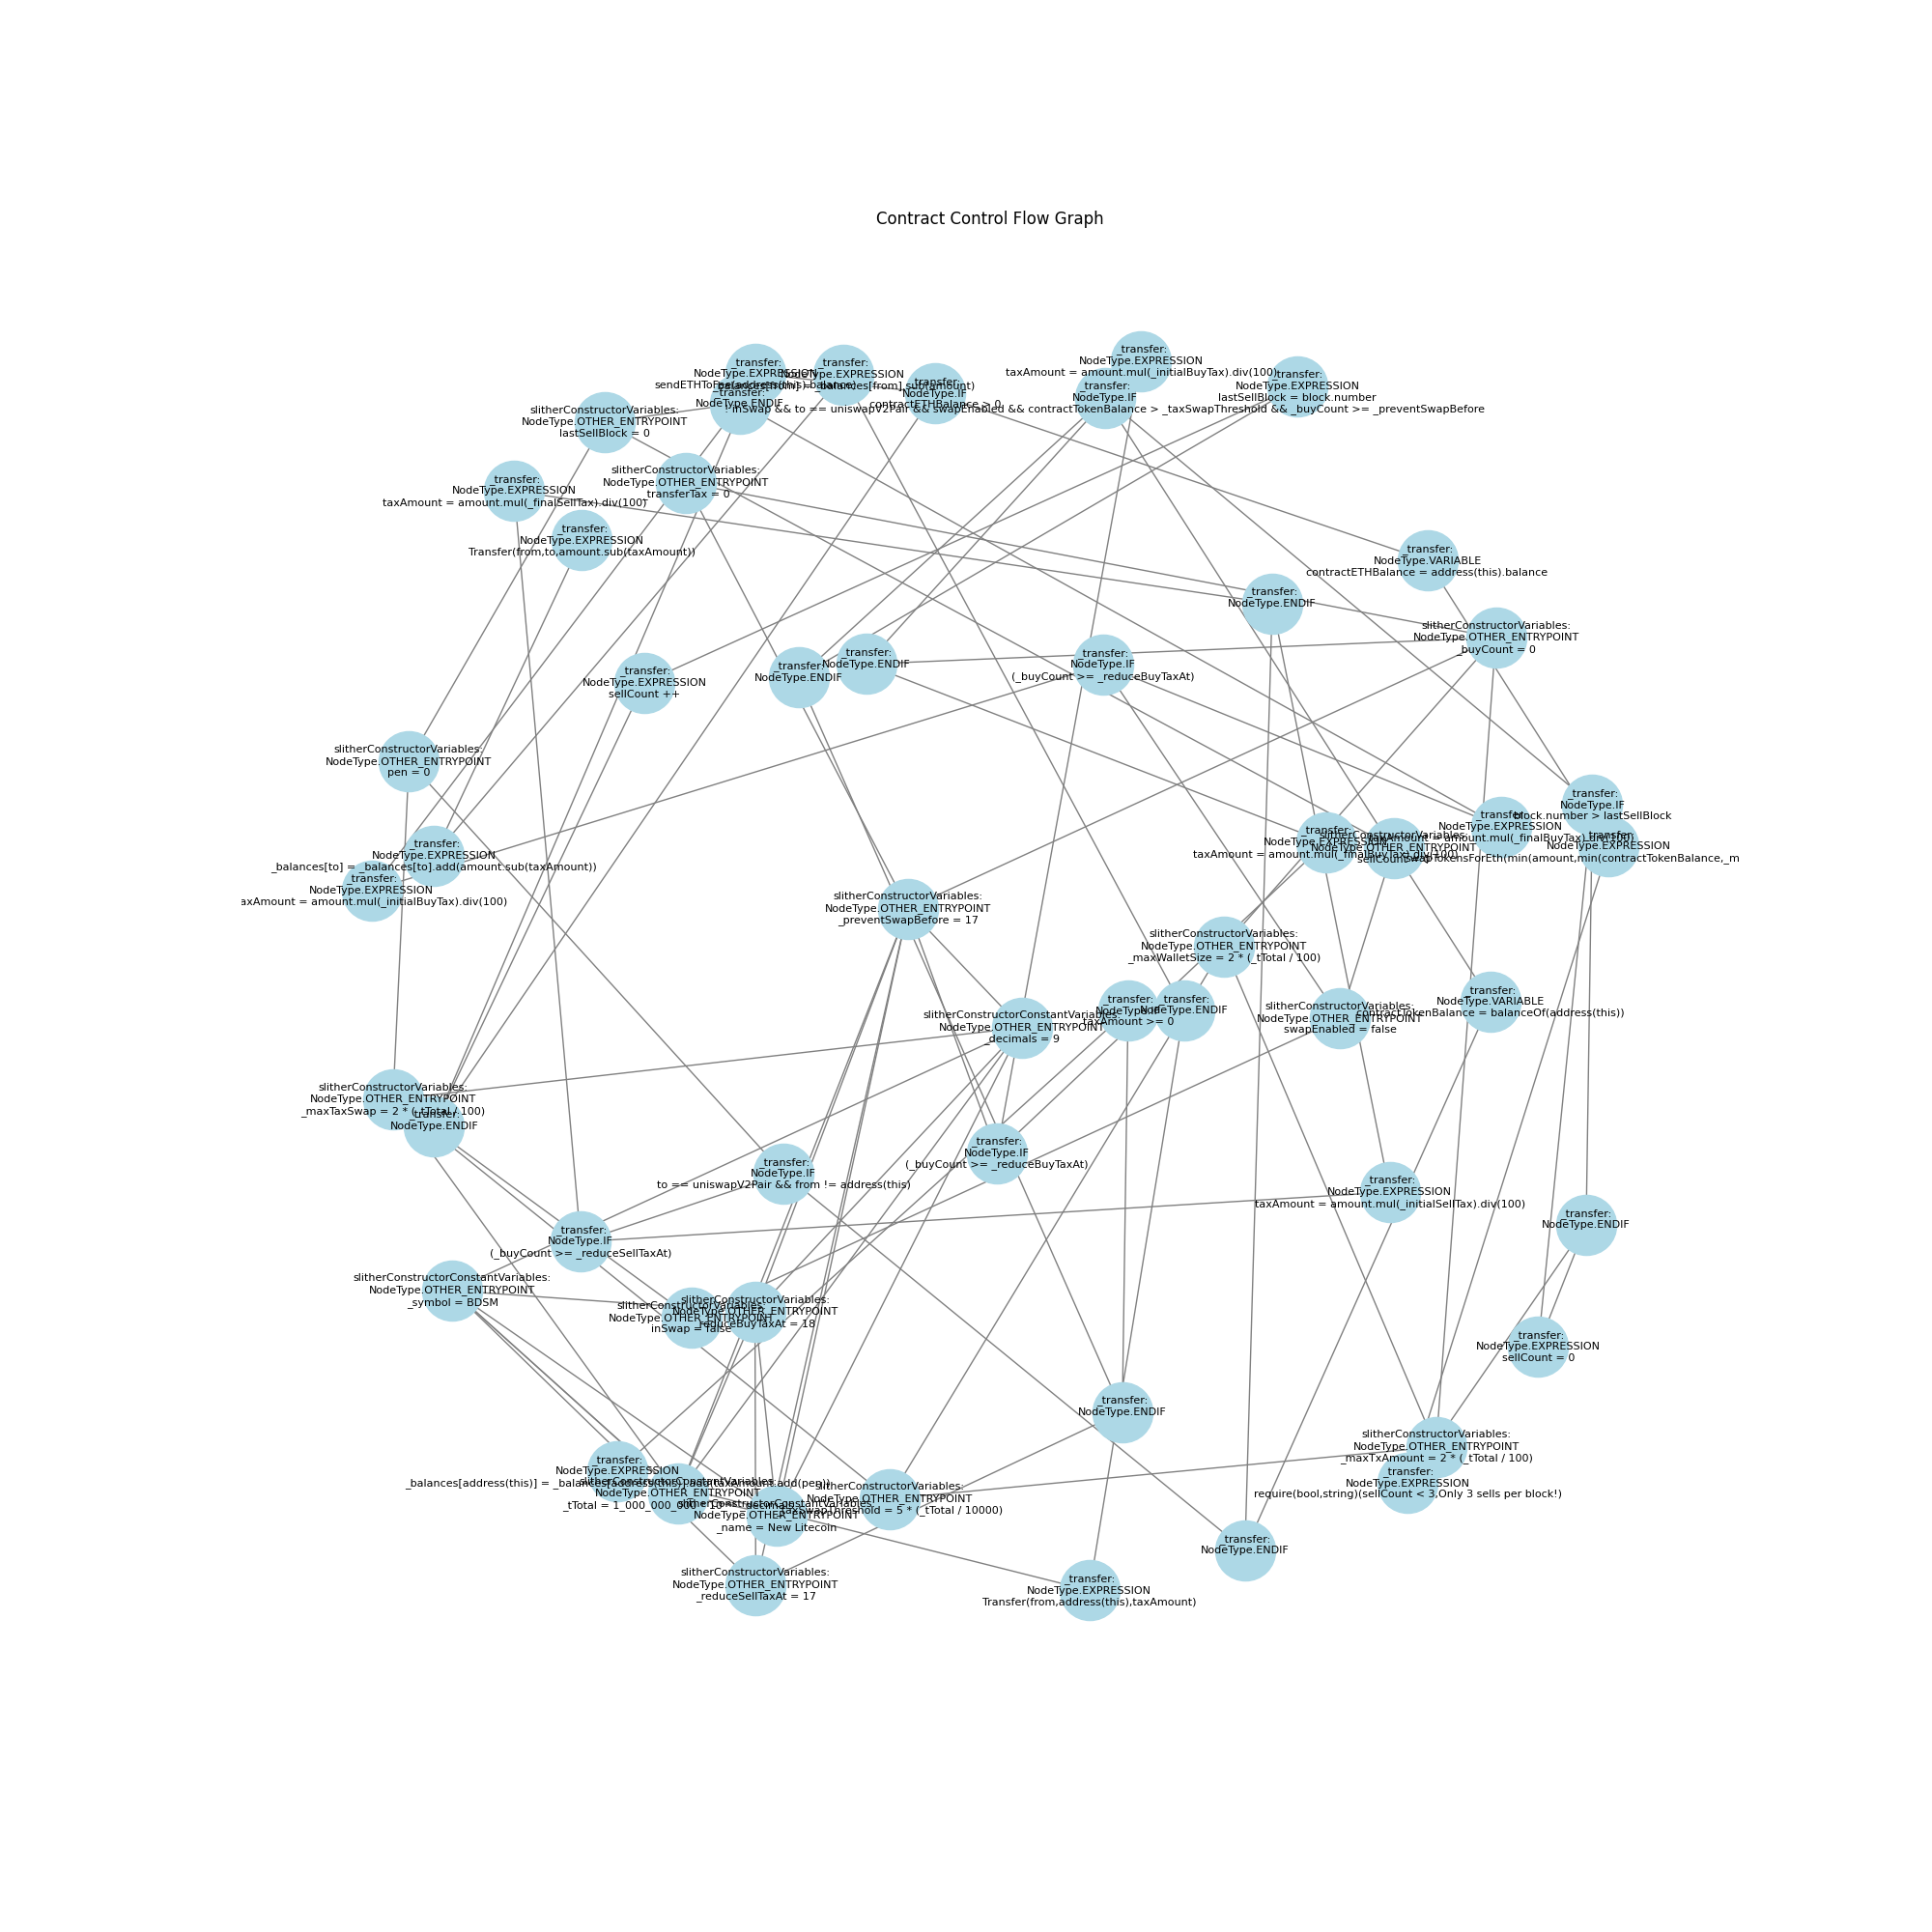 Contract Control Flow Graph
_transfer:
NodeType.EXPRESSION
taxAmount = amount.mul(_initialBuyTax).div(100)
_transfer:
NodeType.EXPRESSION
sendETHToFee(address(this).balance)
_transfer:
NodeType.EXPRESSION
_balances[from] = _balances[from].sub(amount)
_transfer:
NodeType.IF
contractETHBalance > 0
_transfer:
NodeType.IF
! inSwap && to == uniswapV2Pair && swapEnabled && contractTokenBalance > _taxSwapThreshold && _buyCount >= _preventSwapBefore
_transfer:
NodeType.EXPRESSION
lastSellBlock = block.number
_transfer:
NodeType.ENDIF
slitherConstructorVariables:
NodeType.OTHER_ENTRYPOINT
lastSellBlock = 0
slitherConstructorVariables:
NodeType.OTHER_ENTRYPOINT
_transferTax = 0
_transfer:
NodeType.EXPRESSION
taxAmount = amount.mul(_finalSellTax).div(100)
_transfer:
NodeType.EXPRESSION
Transfer(from,to,amount.sub(taxAmount))
_transfer:
NodeType.VARIABLE
contractETHBalance = address(this).balance
_transfer:
NodeType.ENDIF
slitherConstructorVariables:
NodeType.OTHER_ENTRYPOINT
_buyCount = 0
_transfer:
NodeType.EXPRESSION
sellCount ++
_transfer:
NodeType.ENDIF
_transfer:
NodeType.ENDIF
_transfer:
NodeType.IF
(_buyCount >= _reduceBuyTaxAt)
slitherConstructorVariables:
NodeType.OTHER_ENTRYPOINT
pen = 0
_transfer:
NodeType.IF
block.number > lastSellBlock
_transfer:
NodeType.EXPRESSION
taxAmount = amount.mul(_finalBuyTax).div(100)
_transfer:
NodeType.EXPRESSION
taxAmount = amount.mul(_finalBuyTax).div(100)
slitherConstructorVariables:
NodeType.OTHER_ENTRYPOINT
sellCount = 0
_transfer:
NodeType.EXPRESSION
swapTokensForEth(min(amount,min(contractTokenBalance,_m
_transfer:
NodeType.EXPRESSION
_balances[to] = _balances[to].add(amount.sub(taxAmount))
_transfer:
NodeType.EXPRESSION
axAmount = amount.mul(_initialBuyTax).div(100)
slitherConstructorVariables:
NodeType.OTHER_ENTRYPOINT
_preventSwapBefore = 17
slitherConstructorVariables:
NodeType.OTHER_ENTRYPOINT
_maxWalletSize = 2 * (_tTotal / 100)
_transfer:
NodeType.VARIABLE
contractTokenBalance = balanceOf(address(this))
_transfer:
NodeType.IF
taxAmount >= 0
_transfer:
NodeType.ENDIF
slitherConstructorVariables:
NodeType.OTHER_ENTRYPOINT
swapEnabled = false
slitherConstructorConstantVariables:
NodeType.OTHER_ENTRYPOINT
_decimals = 9
slitherConstructorVariables:
NodeType.OTHER_ENTRYPOINT
_maxTaxSwap = 2 * (_tTotal / 100)
_transfer:
NodeType.ENDIF
_transfer:
NodeType.IF
(_buyCount >= _reduceBuyTaxAt)
_transfer:
NodeType.IF
to == uniswapV2Pair && from != address(this)
_transfer:
NodeType.EXPRESSION
taxAmount = amount.mul(_initialSellTax).div(100)
_transfer:
NodeType.ENDIF
_transfer:
NodeType.IF
(_buyCount >= _reduceSellTaxAt)
slitherConstructorConstantVariables:
NodeType.OTHER_ENTRYPOINT
_symbol = BDSM
slitherConstructorVariables:
NodeType.OTHER_ENTRYPOINT
inSwap = false
slitherConstructorVariables:
NodeType.OTHER_ENTRYPOINT
_reduceBuyTaxAt = 18
_transfer:
NodeType.EXPRESSION
sellCount = 0
_transfer:
NodeType.ENDIF
slitherConstructorVariables:
NodeType.OTHER_ENTRYPOINT
_maxTxAmount = 2 * (_tTotal / 100)
_transfer:
NodeType.EXPRESSION
require(bool,string)(sellCount < 3,Only 3 sells per block!)
_transfer:
NodeType.EXPRESSION
_balances[address(this)] = _balances[address(this)].add(taxAmount.add(pen))
slitherConstructorConstantVariables:
NodeType.OTHER_ENTRYPOINT
_tTotal = 1_000_000_000 * 10 ** _decimals
slitherConstructorConstantVariables:
NodeType.OTHER_ENTRYPOINT
_name = New Litecoin
slitherConstructorVariables:
NodeType.OTHER_ENTRYPOINT
_taxSwapThreshold = 5 * (_tTotal / 10000)
_transfer:
NodeType.ENDIF
slitherConstructorVariables:
NodeType.OTHER_ENTRYPOINT
_reduceSellTaxAt = 17
_transfer:
NodeType.EXPRESSION
Transfer(from,address(this),taxAmount)